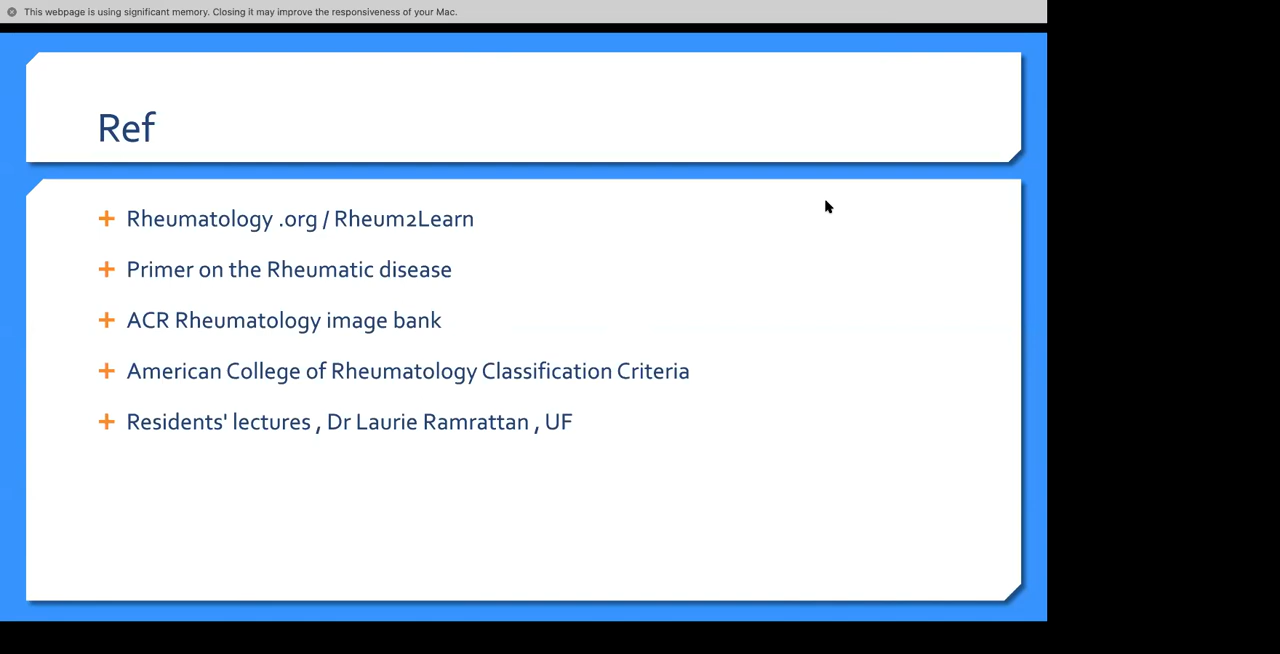 This webpage is using significant memory. Closing it may improve the responsiveness of your Mac.
Ref
Rheumatology .org / Rheum2Learn
Primer on the Rheumatic disease
ACR Rheumatology image bank
American College of Rheumatology Classification Criteria
Residents' lectures , Dr Laurie Ramrattan , UF